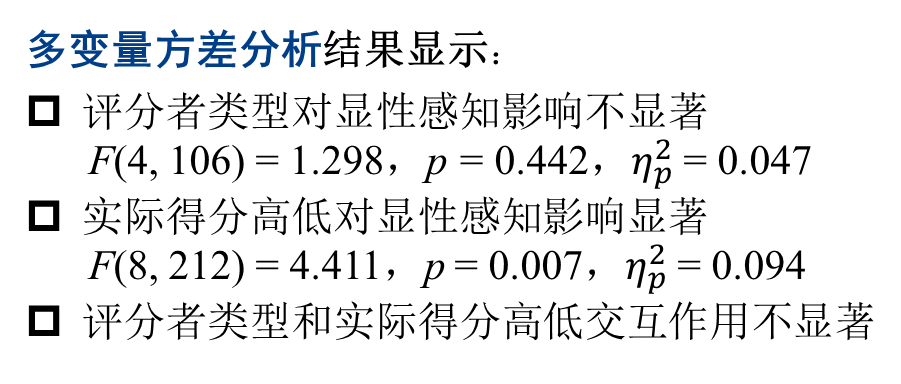 多变量方差分析结果显示：
评分者类型对显性感知影响不显著
F(4, 106) = 1.298，p = 0.442，η²ₚ = 0.047
实际得分高低对显性感知影响显著
F(8, 212) = 4.411，p = 0.007，η²ₚ = 0.094
评分者类型和实际得分高低交互作用不显著